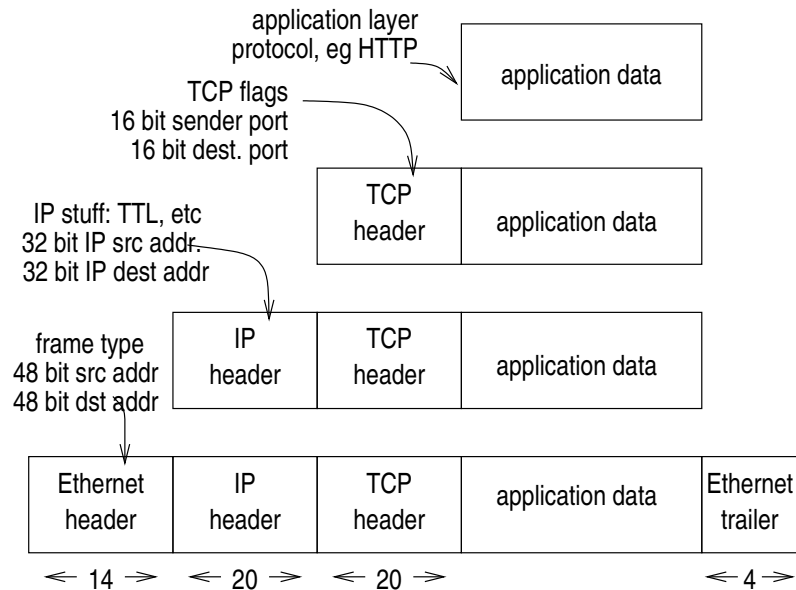 application layer
protocol, eg HTTP
application data
TCP flags
16 bit sender port
16 bit dest. port
TCP
header
application data
IP stuff: TTL, etc
32 bit IP src addr.
32 bit IP dest addr
IP
header
TCP
header
application data
frame type
48 bit src addr
48 bit dst addr
Ethernet
header
IP
header
TCP
header
application data
Ethernet
trailer
14
20
20
4